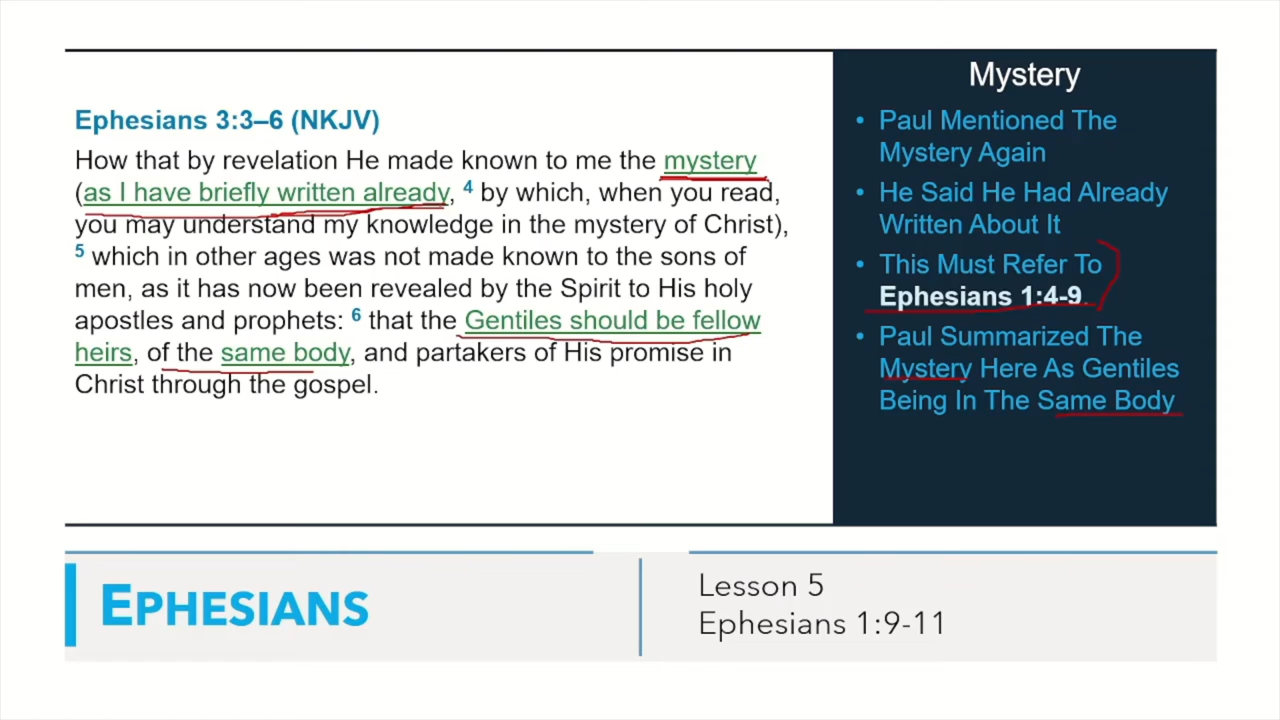 Ephesians 3:3–6 (NKJV)
How that by revelation He made known to me the mystery
(as I have briefly written already, 4 by which, when you read,
you may understand my knowledge in the mystery of Christ),
5 which in other ages was not made known to the sons of
men, as it has now been revealed by the Spirit to His holy
apostles and prophets: 6 that the Gentiles should be fellow
heirs, of the same body, and partakers of His promise in
Christ through the gospel.
Mystery
• Paul Mentioned The
Mystery Again
• He Said He Had Already
Written About It
• This Must Refer To
Ephesians 1:4-9.
• Paul Summarized The
Mystery Here As Gentiles
Being In The Same Body
EPHESIANS
Lesson 5
Ephesians 1:9-11